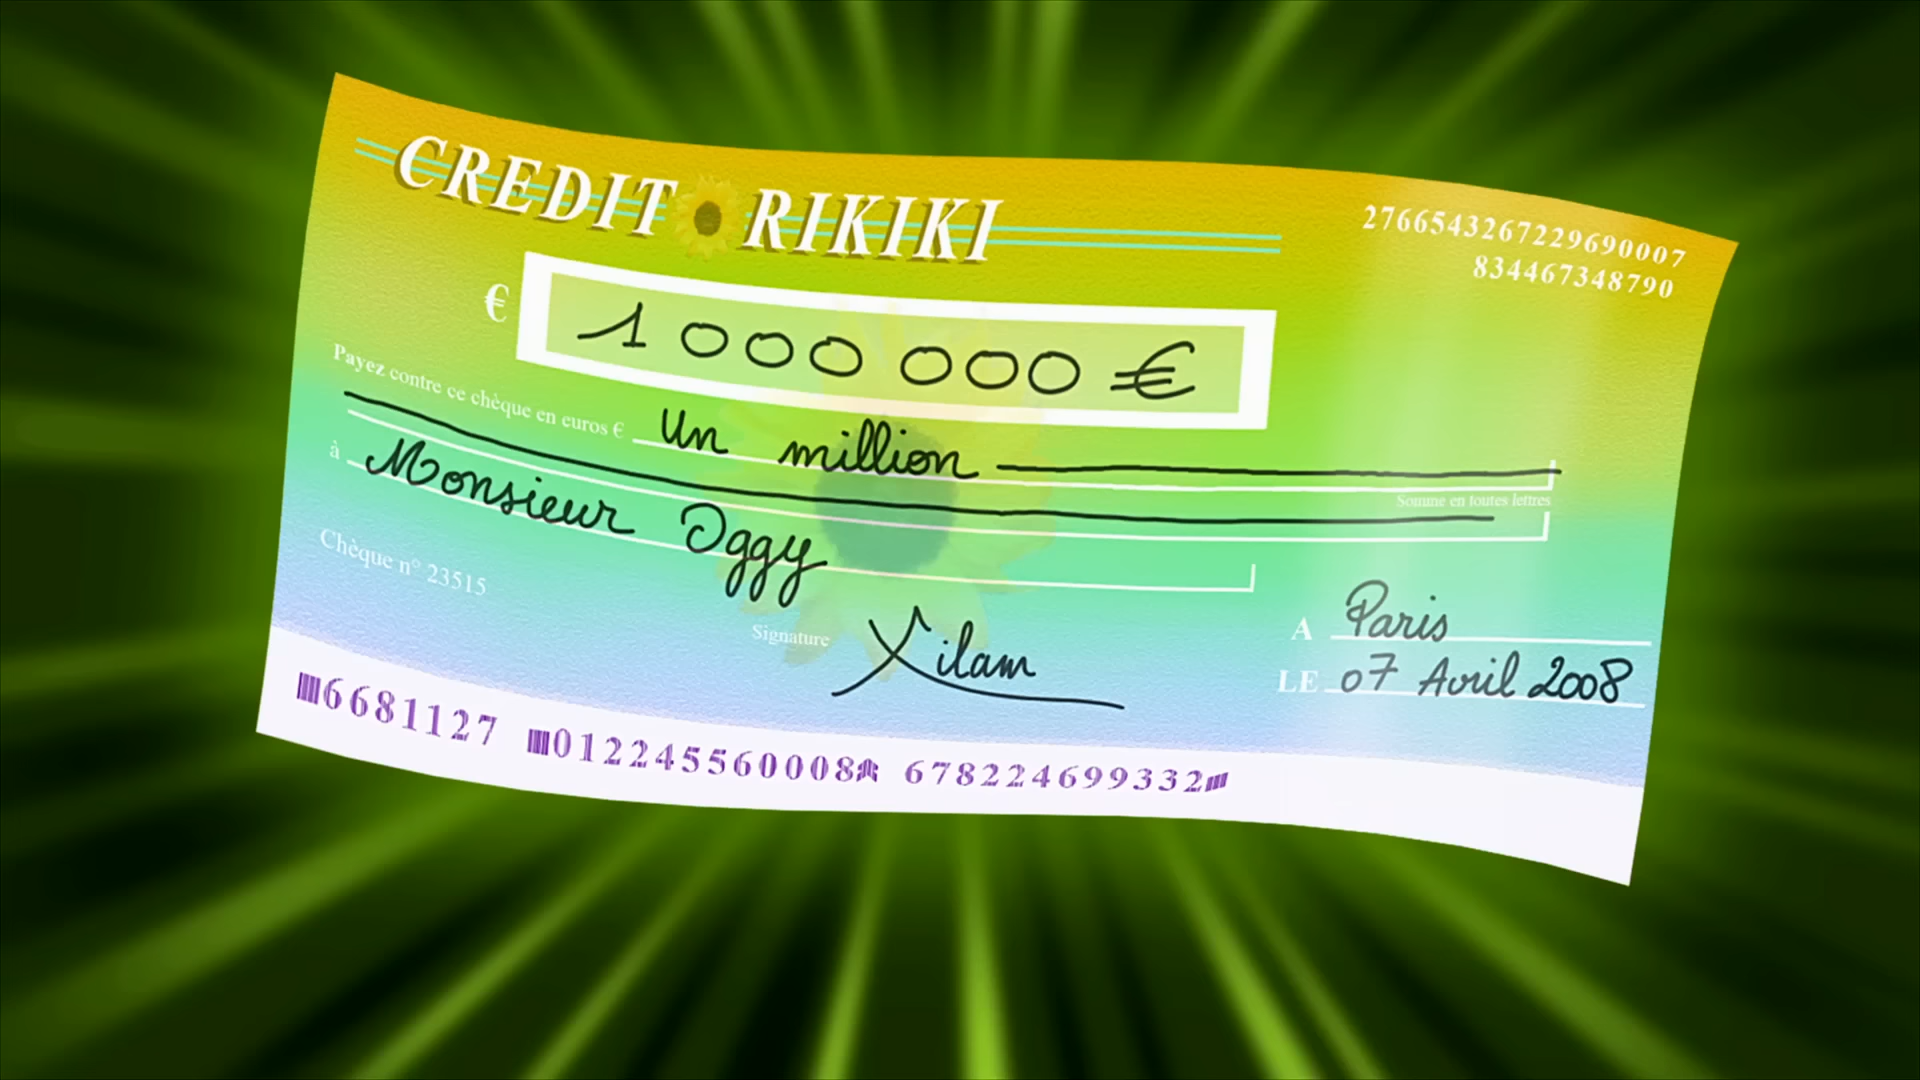 CREDIT RIKIKI
2766543267229690007
834467348790
€ 1 000 000 €
Payez contre ce chèque en euros € Un million
Somme en toutes lettres
à Monsieur Oggy
Chèque n° 23515
Signature Xilam
A Paris
LE 07 Avril 2008
6681127 012245560008 678224699332